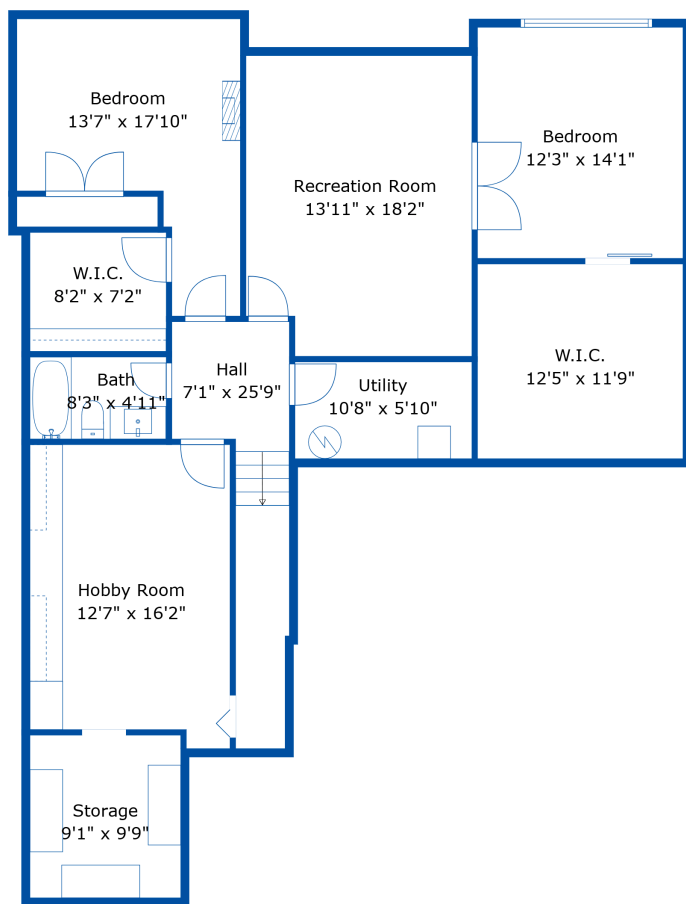 Bedroom
13'7" x 17'10"
Bedroom
12'3" x 14'1"
Recreation Room
13'11" x 18'2"
W.I.C.
8'2" x 7'2"
W.I.C.
12'5" x 11'9"
Hall
7'1" x 25'9"
Bath
8'3" x 4'11"
Utility
10'8" x 5'10"
Hobby Room
12'7" x 16'2"
Storage
9'1" x 9'9"